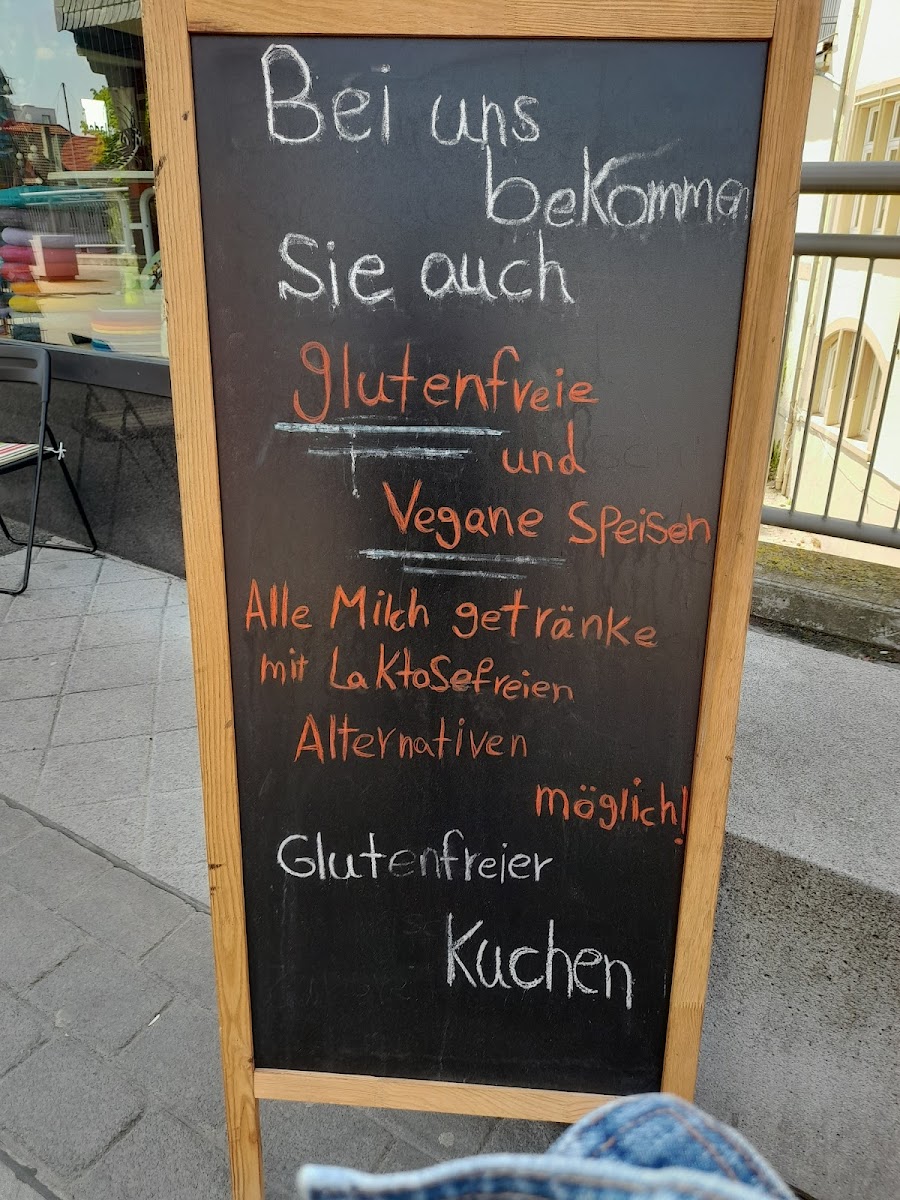 Bei uns
bekommen
Sie auch
glutenfreie
und
Vegane Speisen
Alle Milch getränke
mit Laktosefreien
Alternativen
möglich!
Glutenfreier
Kuchen